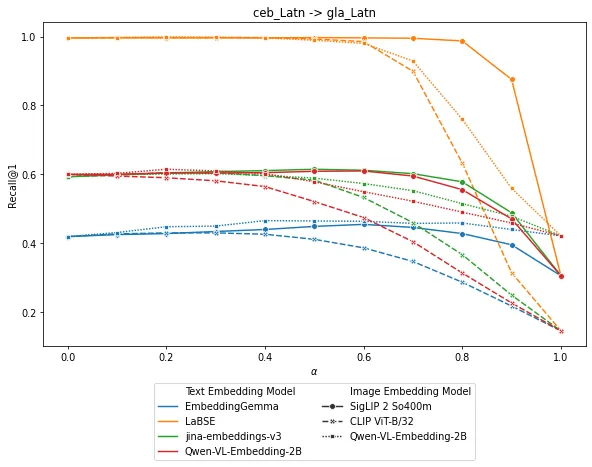 ceb_Latn -> gla_Latn
Recall@1
1.0
0.8
0.6
0.4
0.2
0.0 0.2 0.4 0.6 0.8 1.0
α
Text Embedding Model Image Embedding Model
EmbeddingGemma SigLIP 2 So400m
LaBSE CLIP ViT-B/32
jina-embeddings-v3 Qwen-VL-Embedding-2B
Qwen-VL-Embedding-2B